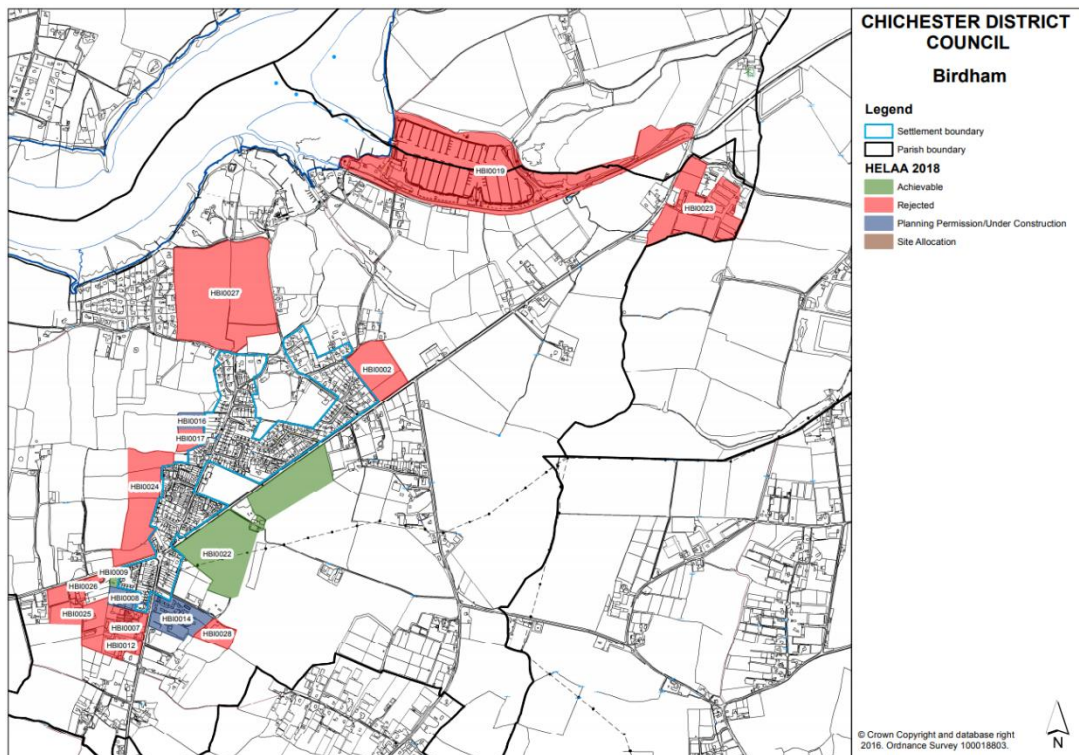 CHICHESTER DISTRICT
COUNCIL
Birdham
Legend
Settlement boundary
Parish boundary
HELAA 2018
Achievable
Rejected
Planning Permission/Under Construction
Site Allocation
HBI0019
HBI0023
HBI0027
HBI0002
HBI0016
HBI0017
HBI0024
HBI0022
HBI0009
HBI0026
HBI0008
HBI0025
HBI0014
HBI0007
HBI0028
HBI0012
© Crown Copyright and database right
2016. Ordnance Survey 100018803.
N